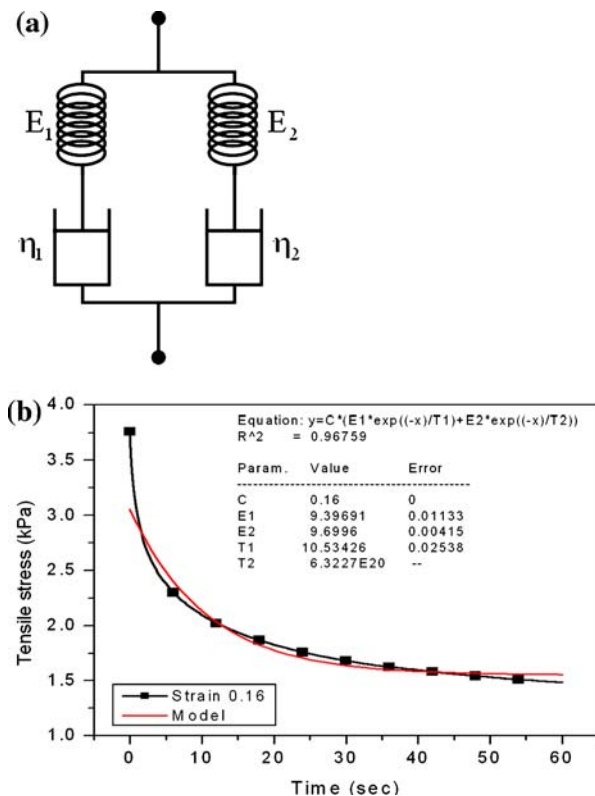 (a)
E1 E2
η1 η2
(b)
4.0
3.5
3.0
2.5
2.0
1.5
1.0
Tensile stress (kPa)
Equation: y=C*(E1*exp((-x)/T1)+E2*exp((-x)/T2))
R^2 = 0.96759
Param. Value Error
----------------------------------------
C 0.16 0
E1 9.39691 0.01133
E2 9.6996 0.00415
T1 10.53426 0.02538
T2 6.3227E20 --
Strain 0.16
Model
0 10 20 30 40 50 60
Time (sec)